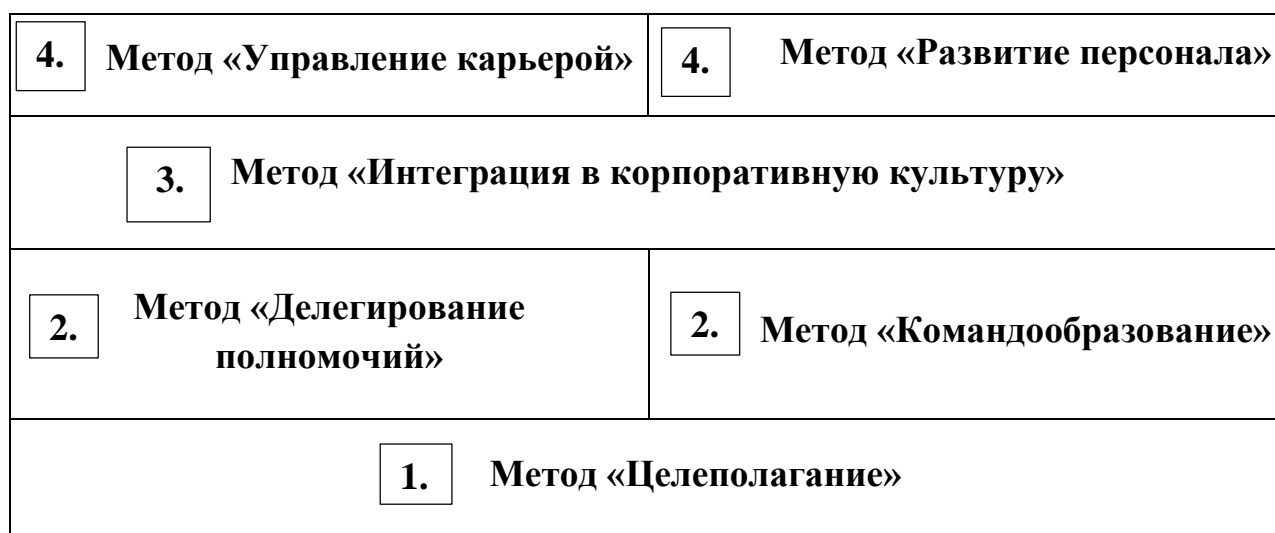 4. Метод «Управление карьерой»
4. Метод «Развитие персонала»
3. Метод «Интеграция в корпоративную культуру»
2. Метод «Делегирование
полномочий»
2. Метод «Командообразование»
1. Метод «Целеполагание»